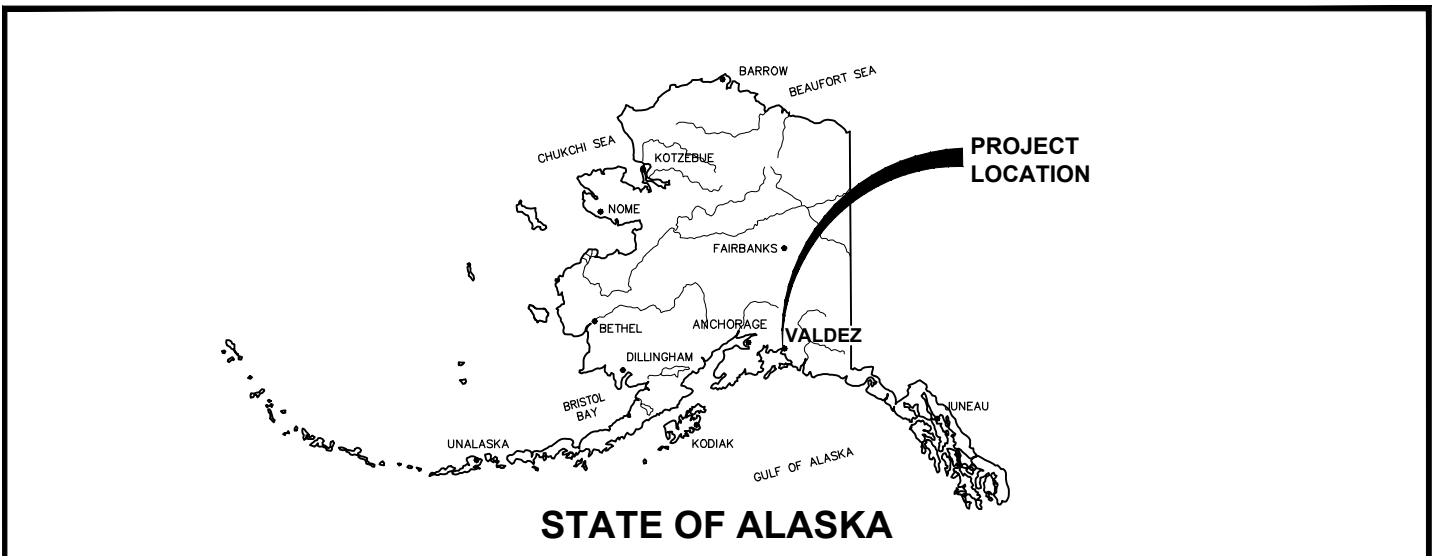 BARROW
BEAUFORT SEA
CHUKCHI SEA
KOTZEBUE
PROJECT
LOCATION
NOME
FAIRBANKS
BETHEL
ANCHORAGE
VALDEZ
DILLINGHAM
BRISTOL
BAY
JUNEAU
UNALASKA
KODIAK
GULF OF ALASKA
STATE OF ALASKA